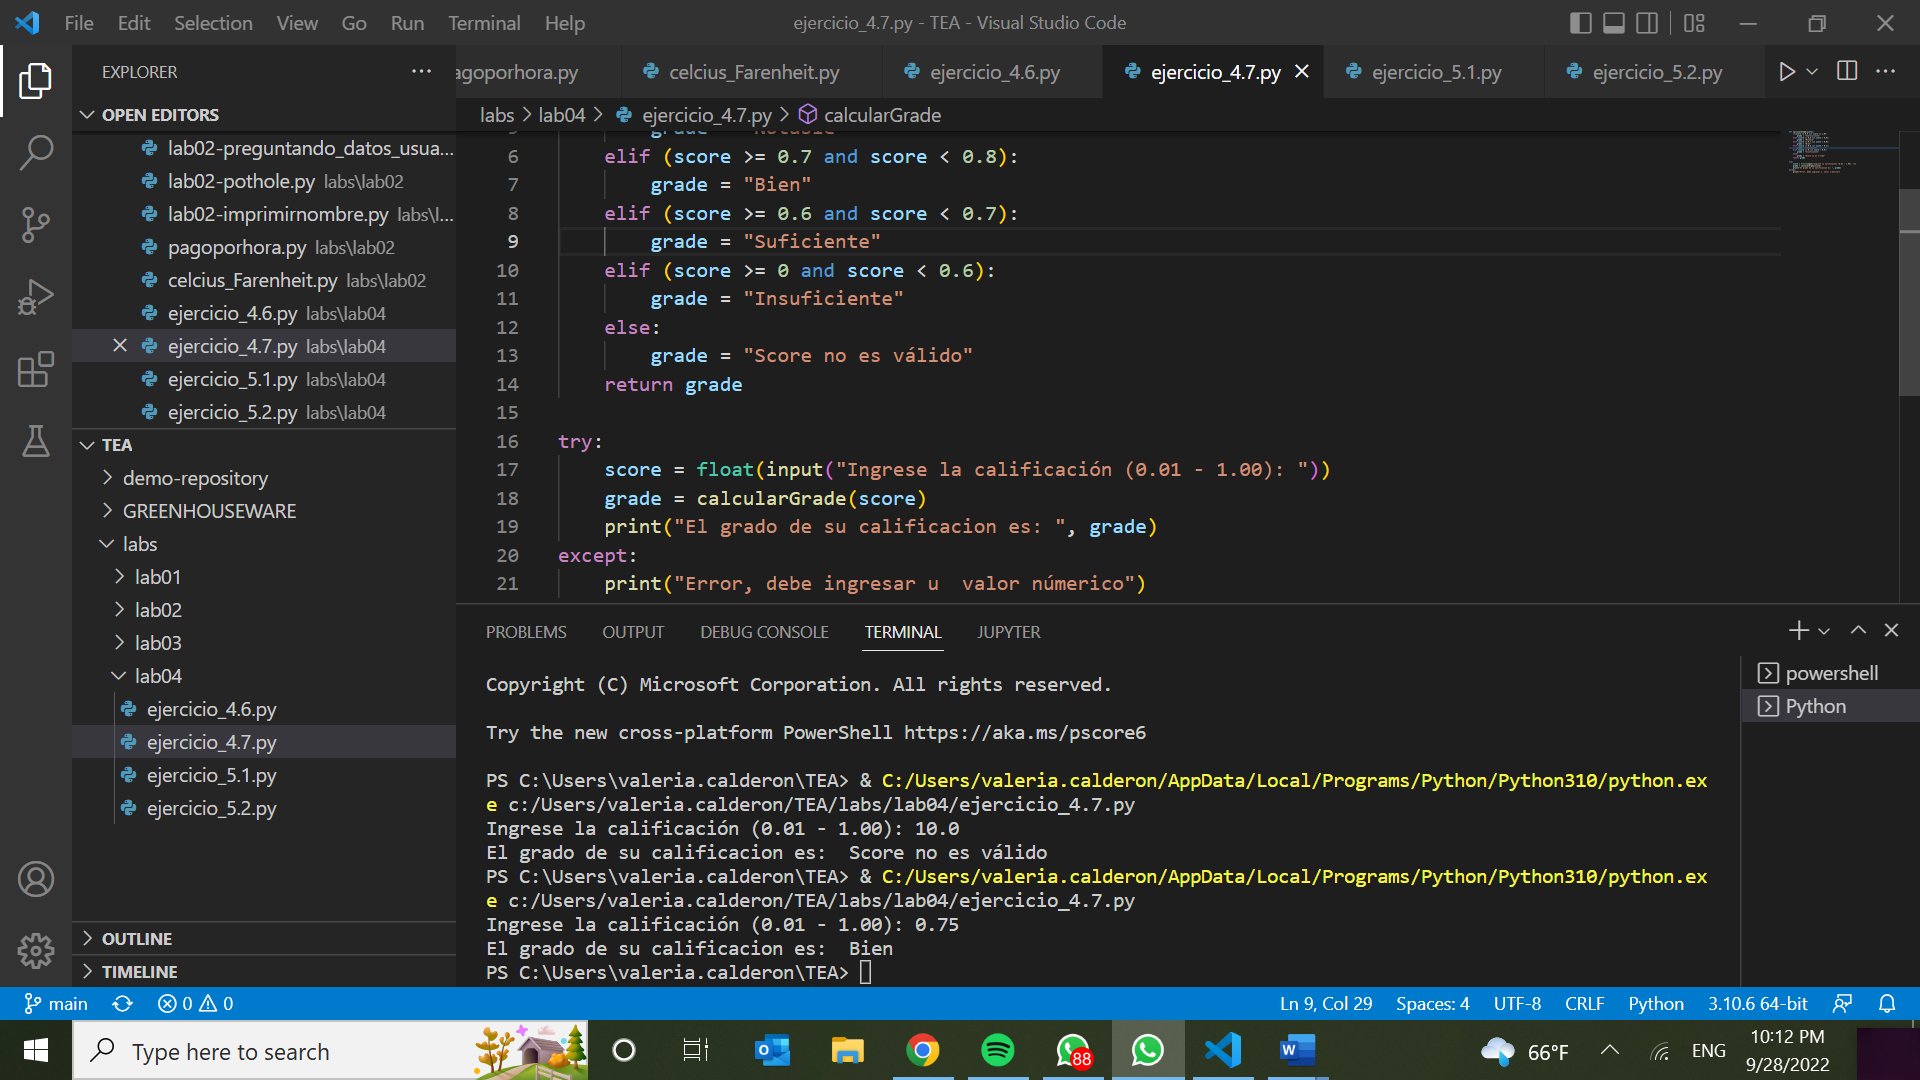 File Edit Selection View Go Run Terminal Help
ejercicio_4.7.py - TEA - Visual Studio Code
EXPLORER
OPEN EDITORS
lab02-preguntando_datos_usua...
lab02-pothole.py labs\lab02
lab02-imprimirnombre.py labs\l...
pagoporhora.py labs\lab02
celcius_Farenheit.py labs\lab02
ejercicio_4.6.py labs\lab04
ejercicio_4.7.py labs\lab04
ejercicio_5.1.py labs\lab04
ejercicio_5.2.py labs\lab04
TEA
demo-repository
GREENHOUSEWARE
labs
lab01
lab02
lab03
lab04
ejercicio_4.6.py
ejercicio_4.7.py
ejercicio_5.1.py
ejercicio_5.2.py
OUTLINE
TIMELINE
agoporhora.py celcius_Farenheit.py ejercicio_4.6.py ejercicio_4.7.py ejercicio_5.1.py ejercicio_5.2.py
labs > lab04 > ejercicio_4.7.py > calcularGrade
5 grade = "Notable"
6 elif (score >= 0.7 and score < 0.8):
7 grade = "Bien"
8 elif (score >= 0.6 and score < 0.7):
9 grade = "Suficiente"
10 elif (score >= 0 and score < 0.6):
11 grade = "Insuficiente"
12 else:
13 grade = "Score no es válido"
14 return grade
15
16 try:
17 score = float(input("Ingrese la calificación (0.01 - 1.00): "))
18 grade = calcularGrade(score)
19 print("El grado de su calificacion es: ", grade)
20 except:
21 print("Error, debe ingresar u  valor númerico")
PROBLEMS OUTPUT DEBUG CONSOLE TERMINAL JUPYTER
Copyright (C) Microsoft Corporation. All rights reserved.
Try the new cross-platform PowerShell https://aka.ms/pscore6
PS C:\Users\valeria.calderon\TEA> & C:/Users/valeria.calderon/AppData/Local/Programs/Python/Python310/python.ex
e c:/Users/valeria.calderon/TEA/labs/lab04/ejercicio_4.7.py
Ingrese la calificación (0.01 - 1.00): 10.0
El grado de su calificacion es:  Score no es válido
PS C:\Users\valeria.calderon\TEA> & C:/Users/valeria.calderon/AppData/Local/Programs/Python/Python310/python.ex
e c:/Users/valeria.calderon/TEA/labs/lab04/ejercicio_4.7.py
Ingrese la calificación (0.01 - 1.00): 0.75
El grado de su calificacion es:  Bien
PS C:\Users\valeria.calderon\TEA>
powershell
Python
main 0 0 Ln 9, Col 29 Spaces: 4 UTF-8 CRLF Python 3.10.6 64-bit
Type here to search
88
66°F ENG
10:12 PM
9/28/2022